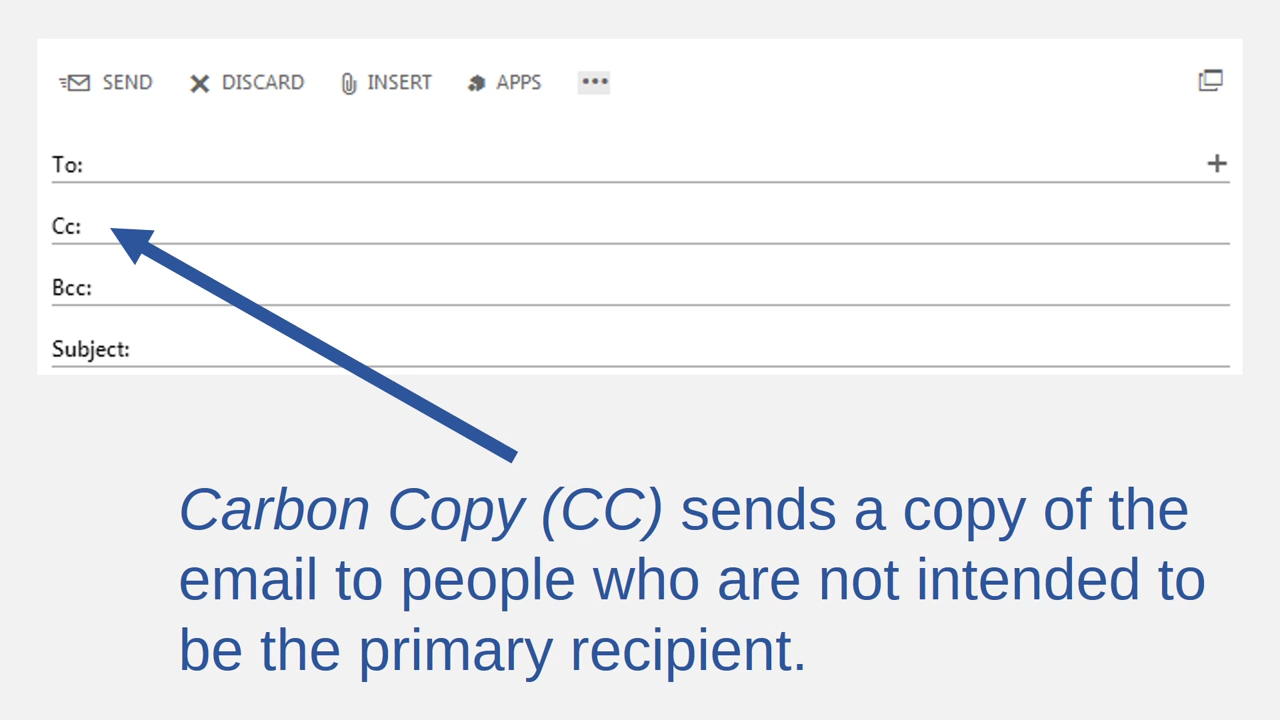 SEND DISCARD INSERT APPS •••
To:
Cc:
Bcc:
Subject:
Carbon Copy (CC) sends a copy of the
email to people who are not intended to
be the primary recipient.